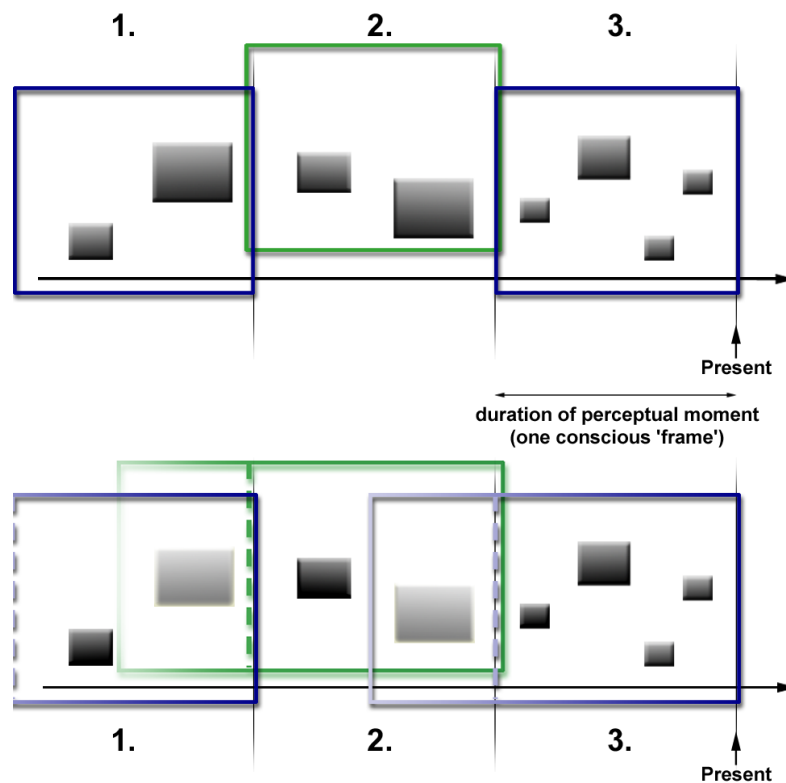 1. 2. 3.
Present
duration of perceptual moment
(one conscious 'frame')
1. 2. 3.
Present